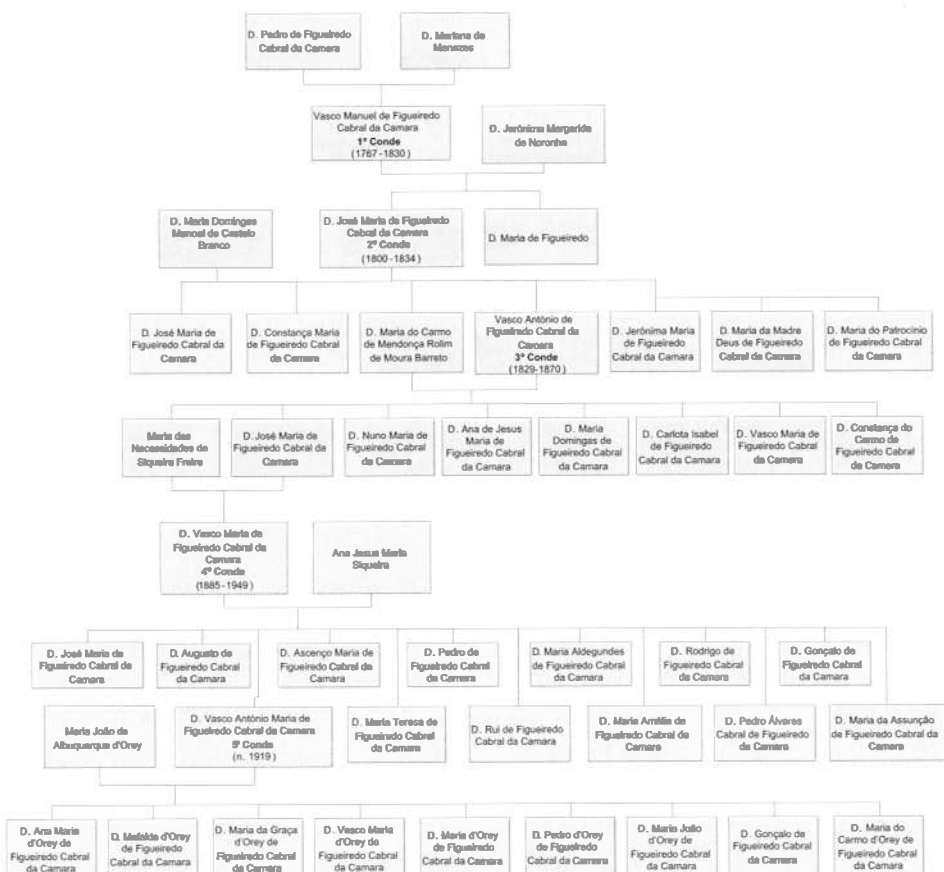 D. Pedro de Figueiredo
Cabral da Camara
D. Mariana de
Menezes
Vasco Manuel de Figueiredo
Cabral da Camara
1º Conde
(1767-1830)
D. Jerónima Margarida
de Noronha
D. Maria Domingas
Manoel de Castelo
Branco
D. José Maria de Figueiredo
Cabral da Camara
2º Conde
(1800-1834)
D. Maria de Figueiredo
D. José Maria de
Figueiredo Cabral da
Camara
D. Constança Maria
de Figueiredo Cabral
da Camara
D. Maria do Carmo
de Mendonça Rolim
de Moura Barreto
Vasco António de
Figueiredo Cabral da
Camara
3º Conde
(1829-1870)
D. Jerónima Maria
de Figueiredo
Cabral da Camara
D. Maria da Madre
Deus de Figueiredo
Cabral da Camara
D. Maria do Patrocinio
de Figueiredo Cabral
da Camara
Maria das
Necessidades de
Siqueira Freire
D. José Maria de
Figueiredo Cabral da
Camara
D. Nuno Maria de
Figueiredo Cabral
da Camara
D. Ana de Jesus
Maria de
Figueiredo Cabral
da Camara
D. Maria
Domingas de
Figueiredo Cabral
da Camara
D. Carlota Isabel
de Figueiredo
Cabral da Camara
D. Vasco Maria de
Figueiredo Cabral
da Camara
D. Constança do
Carmo de
Figueiredo Cabral
da Camara
D. Vasco Maria de
Figueiredo Cabral da
Camara
4º Conde
(1885-1949)
Ana Jesus Maria
Siqueira
D. José Maria de
Figueiredo Cabral da
Camara
D. Augusto de
Figueiredo Cabral
da Camara
D. Ascenço Maria de
Figueiredo Cabral da
Camara
D. Pedro de
Figueiredo Cabral
da Camara
D. Maria Aldegundes
de Figueiredo Cabral
da Camara
D. Rodrigo de
Figueiredo Cabral
da Camara
D. Gonçalo de
Figueiredo Cabral da
Camara
Maria João de
Albuquerque d'Orey
D. Vasco António Maria de
Figueiredo Cabral da Camara
5º Conde
(n. 1919)
D. Maria Teresa de
Figueiredo Cabral
da Camara
D. Rui de Figueiredo
Cabral da Camara
D. Maria Amélia de
Figueiredo Cabral da
Camara
D. Pedro Álvares
Cabral de Figueiredo
da Camara
D. Maria da Assunção
de Figueiredo Cabral da
Camara
D. Ana Maria
d'Orey de
Figueiredo Cabral
da Camara
D. Mafalda d'Orey
de Figueiredo
Cabral da Camara
D. Maria da Graça
d'Orey de
Figueiredo Cabral
da Camara
D. Vasco Maria
d'Orey de
Figueiredo Cabral
da Camara
D. Maria d'Orey
de Figueiredo
Cabral da Camara
D. Pedro d'Orey
de Figueiredo
Cabral da Camara
D. Maria João
d'Orey de
Figueiredo Cabral
da Camara
D. Gonçalo de
Figueiredo Cabral
da Camara
D. Maria do
Carmo d'Orey de
Figueiredo Cabral
da Camara